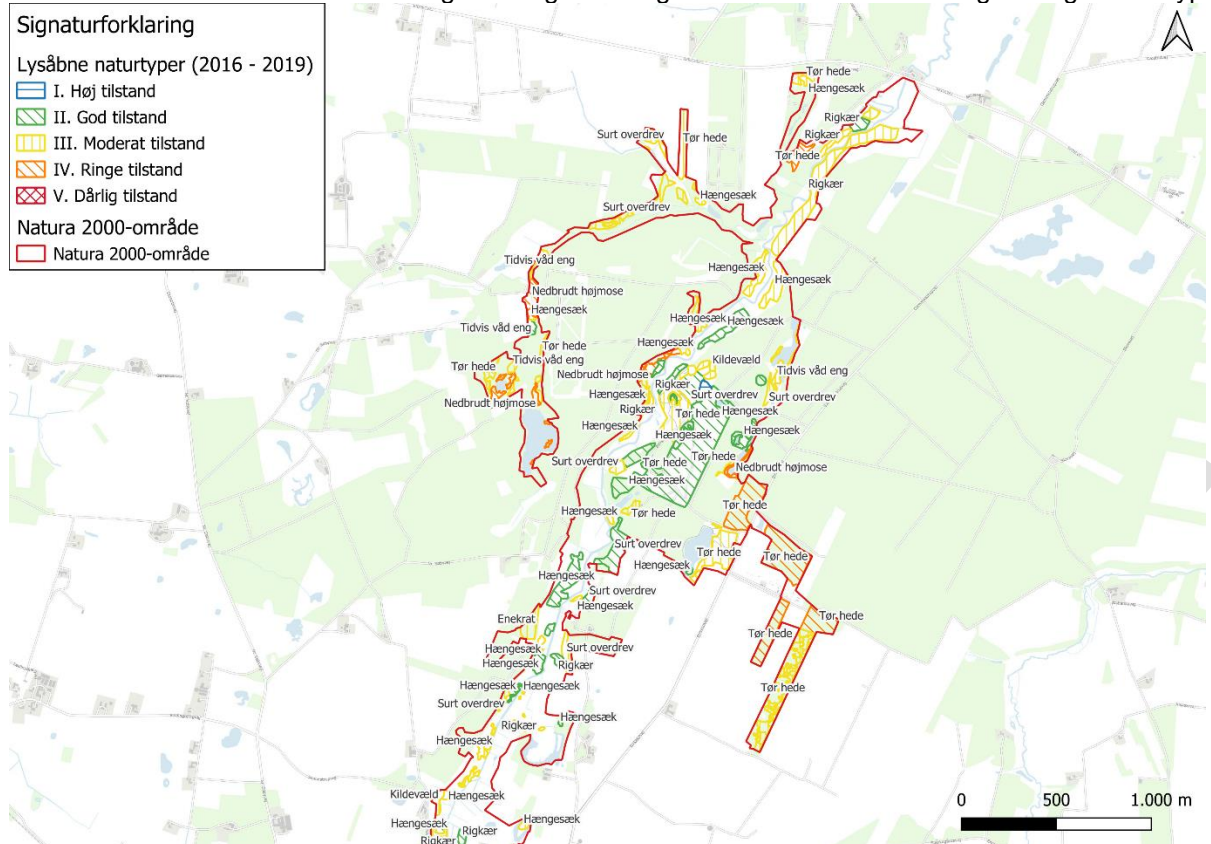 Signaturforklaring
Lysåbne naturtyper (2016 - 2019)
I. Høj tilstand
II. God tilstand
III. Moderat tilstand
IV. Ringe tilstand
V. Dårlig tilstand
Natura 2000-område
Natura 2000-område
Tør hede
Hængesæk
Rigkær
Surt overdrev
Tør hede
Rigkær
Tør hede
Rigkær
Hængesæk
Surt overdrev
Tidvis våd eng
Hængesæk
Hængesæk
Nedbrudt højmose
Hængesæk
Tidvis våd eng
Hængesæk
Hængesæk
Tør hede
Hængesæk
Tidvis våd eng
Kildevæld
Tør hede
Nedbrudt højmose
Tidvis våd eng
Rigkær
Hængesæk
Surt overdrev
Surt overdrev
Nedbrudt højmose
Rigkær
Tør hede
Hængesæk
Hængesæk
Hængesæk
Hængesæk
Tør hede
Surt overdrev
Tør hede
Nedbrudt højmose
Hængesæk
Tør hede
Hængesæk
Tør hede
Surt overdrev
Tør hede
Tør hede
Hængesæk
Hængesæk
Surt overdrev
Hængesæk
Enekrat
Tør hede
Tør hede
Hængesæk
Surt overdrev
Hængesæk
Rigkær
Hængesæk
Hængesæk
Tør hede
Surt overdrev
Hængesæk
Rigkær
Hængesæk
Kildevæld
Hængesæk
Hængesæk
Hængesæk
Rigkær
Rigkær
0 500 1.000 m